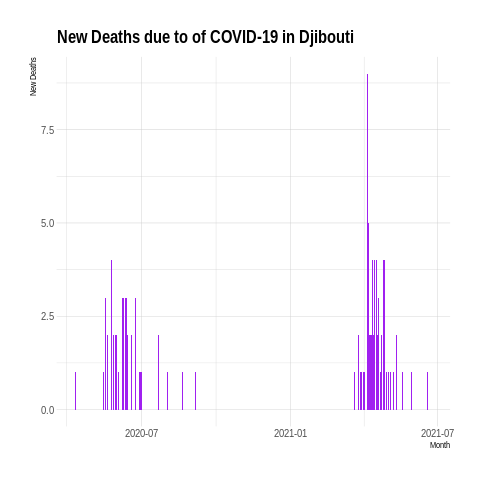 New Deaths due to of COVID-19 in Djibouti
New Deaths
7.5
5.0
2.5
0.0
2020-07
2021-01
2021-07
Month